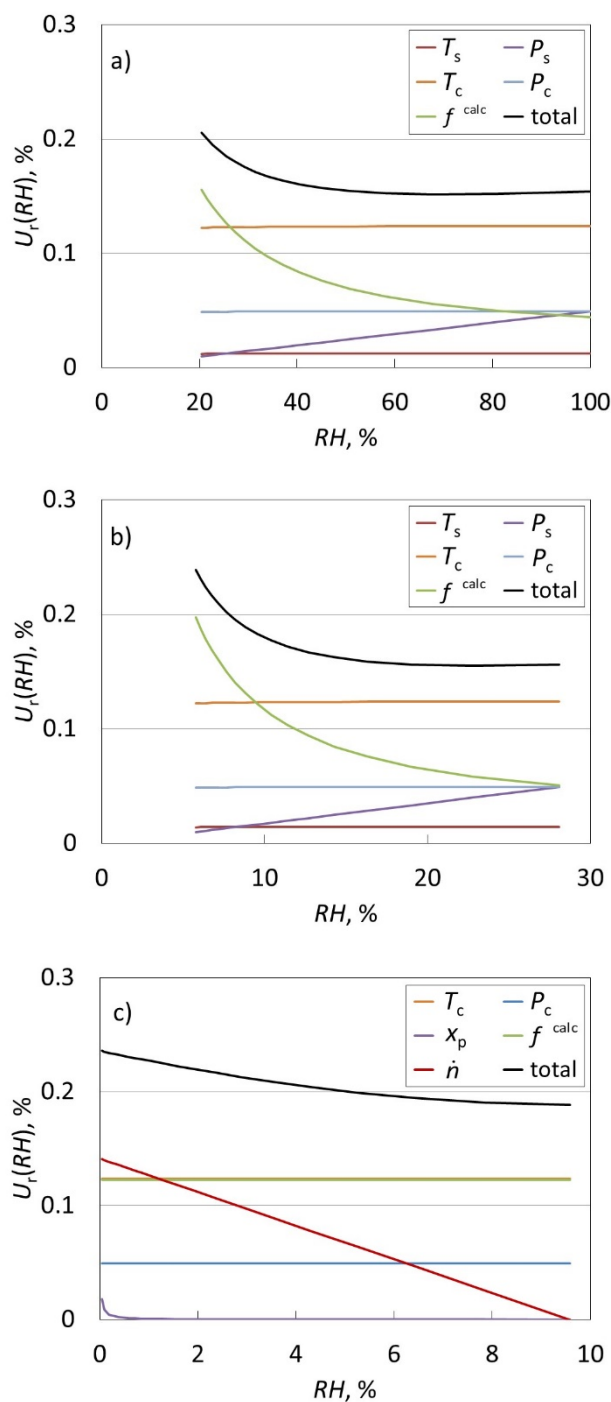 0.3
a)
T_s P_s
T_c P_c
f calc total
0.2
U_r(RH), %
0.1
0
0 20 40 60 80 100
RH, %
0.3
b)
T_s P_s
T_c P_c
f calc total
0.2
U_r(RH), %
0.1
0
0 10 20 30
RH, %
0.3
c)
T_c P_c
x_p f calc
ṅ total
0.2
U_r(RH), %
0.1
0
0 2 4 6 8 10
RH, %